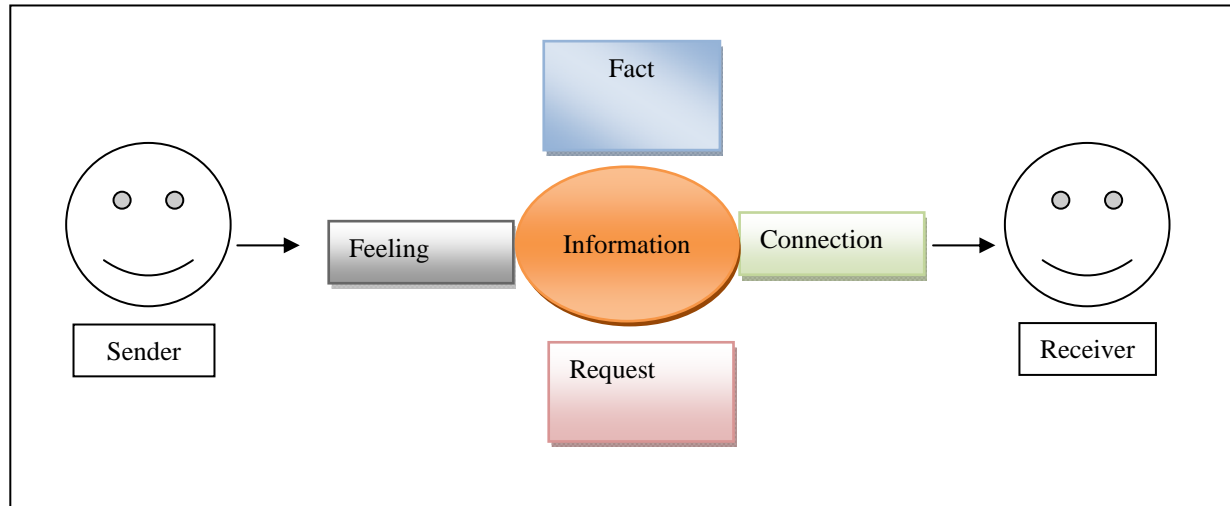 Fact
Feeling
Information
Connection
Request
Sender
Receiver